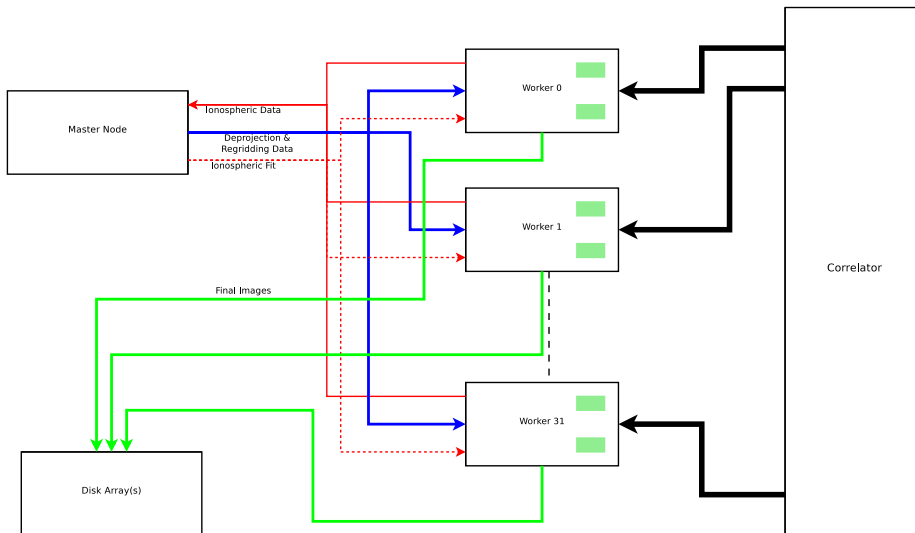 Worker 0
Ionospheric Data
Master Node
Deprojection &
Regridding Data
Ionospheric Fit
Worker 1
Correlator
Final Images
Worker 31
Disk Array(s)